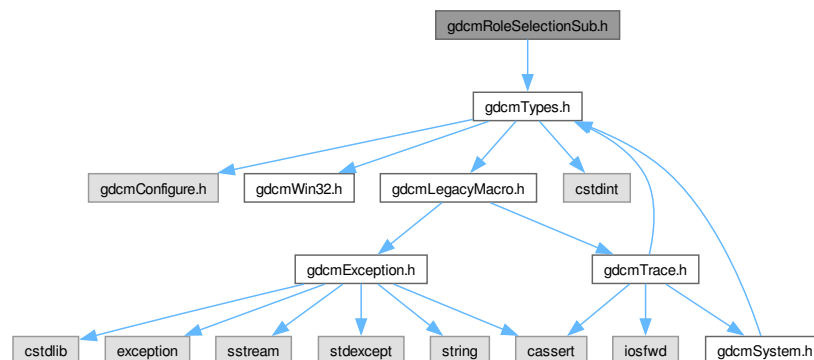 gdcmRoleSelectionSub.h
gdcmTypes.h
gdcmConfigure.h
gdcmWin32.h
gdcmLegacyMacro.h
cstdint
gdcmException.h
gdcmTrace.h
cstdlib
exception
sstream
stdexcept
string
cassert
iosfwd
gdcmSystem.h